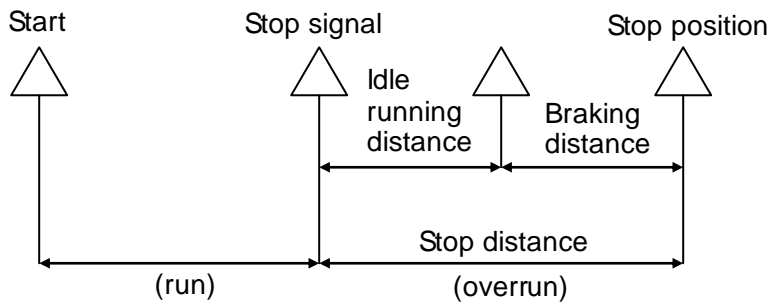 Start
Stop signal
Stop position
Idle
running
distance
Braking
distance
Stop distance
(run)
(overrun)